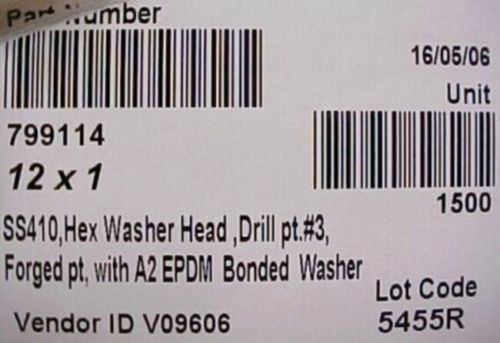 Part Number
16/05/06
Unit
799114
12 x 1
1500
SS410,Hex Washer Head ,Drill pt.#3,
Forged pt, with A2 EPDM Bonded Washer
Lot Code
Vendor ID V09606
5455R